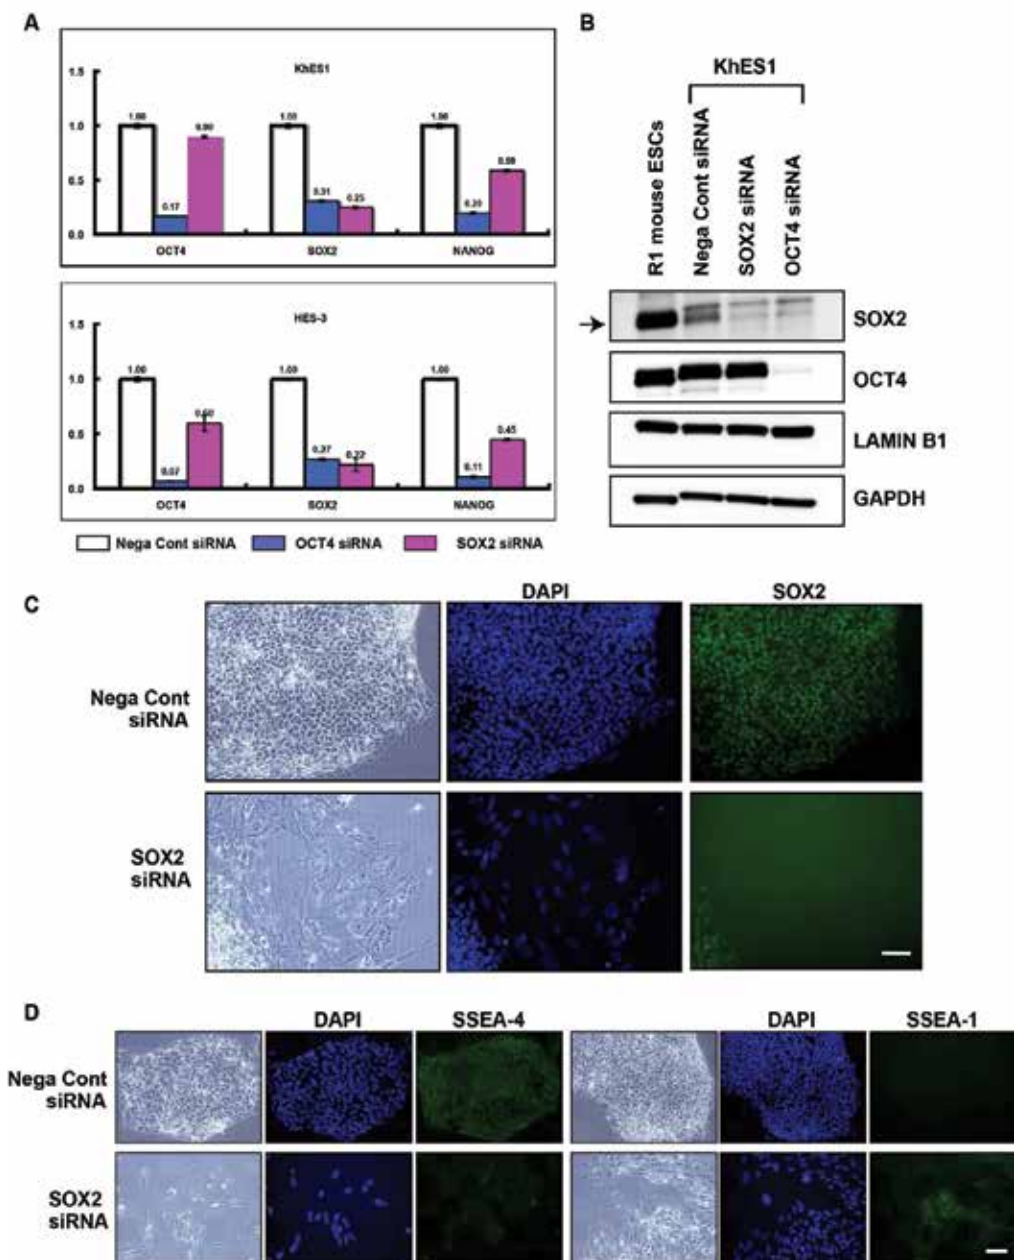 A
KhES1
1.5
1.0
0.5
0.0
1.00
0.17
0.90
0.31
0.25
0.20
0.59
OCT4 SOX2 NANOG
HES-3
1.5
1.0
0.5
0.0
1.00
0.07
0.60
1.00
0.27
0.22
1.00
0.11
0.45
OCT4 SOX2 NANOG
Nega Cont siRNA OCT4 siRNA SOX2 siRNA
B
KhES1
R1 mouse ESCs
Nega Cont siRNA
SOX2 siRNA
OCT4 siRNA
SOX2
OCT4
LAMIN B1
GAPDH
C
DAPI SOX2
Nega Cont
siRNA
SOX2
siRNA
D
DAPI SSEA-4 DAPI SSEA-1
Nega Cont
siRNA
SOX2
siRNA